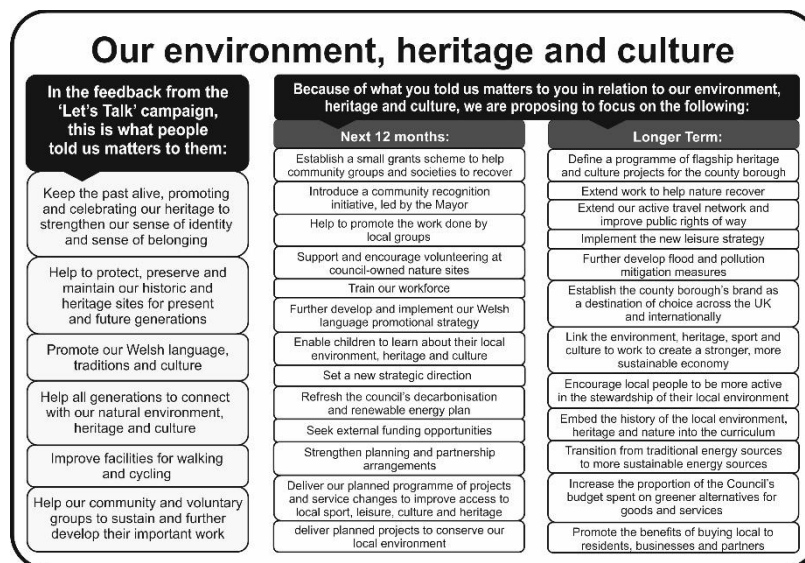 Our environment, heritage and culture
In the feedback from the
‘Let’s Talk’ campaign,
this is what people
told us matters to them:
Keep the past alive, promoting
and celebrating our heritage to
strengthen our sense of identity
and sense of belonging
Help to protect, preserve and
maintain our historic and
heritage sites for present
and future generations
Promote our Welsh language,
traditions and culture
Help all generations to connect
with our natural environment,
heritage and culture
Improve facilities for walking
and cycling
Help our community and voluntary
groups to sustain and further
develop their important work
Because of what you told us matters to you in relation to our environment,
heritage and culture, we are proposing to focus on the following:
Next 12 months:
Establish a small grants scheme to help
community groups and societies to recover
Introduce a community recognition
initiative, led by the Mayor
Help to promote the work done by
local groups
Support and encourage volunteering at
council-owned nature sites
Train our workforce
Further develop and implement our Welsh
language promotional strategy
Enable children to learn about their local
environment, heritage and culture
Set a new strategic direction
Refresh the council’s decarbonisation
and renewable energy plan
Seek external funding opportunities
Strengthen planning and partnership
arrangements
Deliver our planned programme of projects
and service changes to improve access to
local sport, leisure, culture and heritage
deliver planned projects to conserve our
local environment
Longer Term:
Define a programme of flagship heritage
and culture projects for the county borough
Extend work to help nature recover
Extend our active travel network and
improve public rights of way
Implement the new leisure strategy
Further develop flood and pollution
mitigation measures
Establish the county borough’s brand as
a destination of choice across the UK
and internationally
Link the environment, heritage, sport and
culture to work to create a stronger, more
sustainable economy
Encourage local people to be more active
in the stewardship of their local environment
Embed the history of the local environment,
heritage and nature into the curriculum
Transition from traditional energy sources
to more sustainable energy sources
Increase the proportion of the Council’s
budget spent on greener alternatives for
goods and services
Promote the benefits of buying local to
residents, businesses and partners